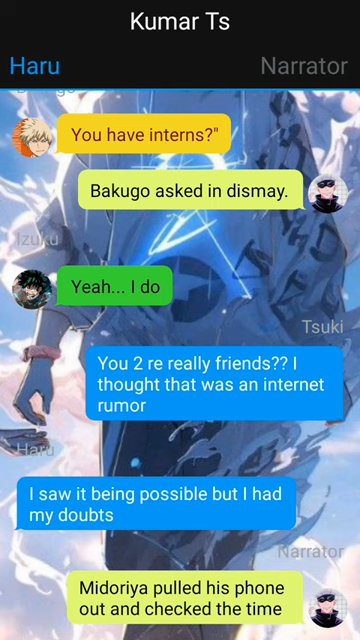 Kumar Ts
Haru
Narrator
You have interns?"
Bakugo asked in dismay.
Izuku
Yeah... I do
Tsuki
You 2 re really friends?? I
thought that was an internet
rumor
Haru
I saw it being possible but I had
my doubts
Narrator
Midoriya pulled his phone
out and checked the time